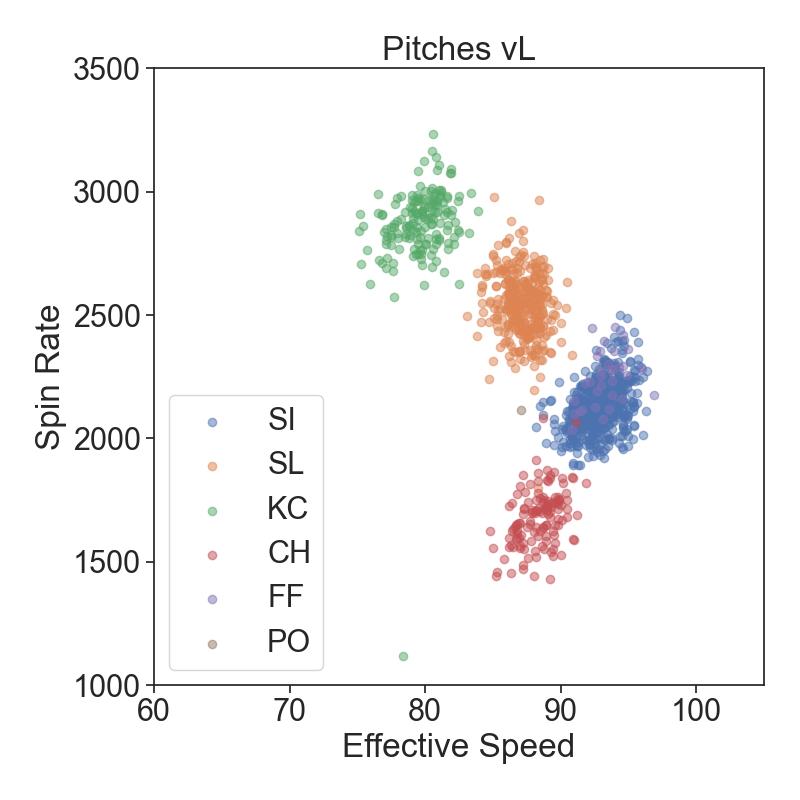 Pitches vL
3500
3000
2500
2000
1500
1000
Spin Rate
SI
SL
KC
CH
FF
PO
60 70 80 90 100
Effective Speed